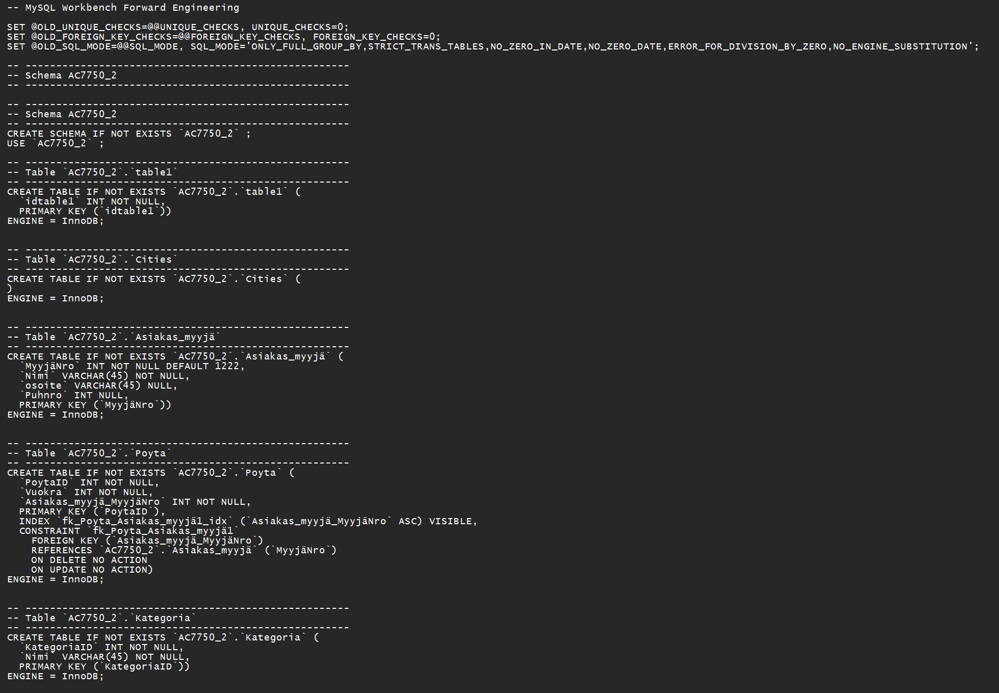 -- MySQL Workbench Forward Engineering

SET @OLD_UNIQUE_CHECKS=@@UNIQUE_CHECKS, UNIQUE_CHECKS=0;
SET @OLD_FOREIGN_KEY_CHECKS=@@FOREIGN_KEY_CHECKS, FOREIGN_KEY_CHECKS=0;
SET @OLD_SQL_MODE=@@SQL_MODE, SQL_MODE='ONLY_FULL_GROUP_BY,STRICT_TRANS_TABLES,NO_ZERO_IN_DATE,NO_ZERO_DATE,ERROR_FOR_DIVISION_BY_ZERO,NO_ENGINE_SUBSTITUTION';

-- -----------------------------------------------------
-- Schema AC7750_2
-- -----------------------------------------------------

-- -----------------------------------------------------
-- Schema AC7750_2
-- -----------------------------------------------------
CREATE SCHEMA IF NOT EXISTS `AC7750_2` ;
USE `AC7750_2` ;

-- -----------------------------------------------------
-- Table `AC7750_2`.`table1`
-- -----------------------------------------------------
CREATE TABLE IF NOT EXISTS `AC7750_2`.`table1` (
  `idtable1` INT NOT NULL,
  PRIMARY KEY (`idtable1`))
ENGINE = InnoDB;


-- -----------------------------------------------------
-- Table `AC7750_2`.`Cities`
-- -----------------------------------------------------
CREATE TABLE IF NOT EXISTS `AC7750_2`.`Cities` (
)
ENGINE = InnoDB;


-- -----------------------------------------------------
-- Table `AC7750_2`.`Asiakas_myyjä`
-- -----------------------------------------------------
CREATE TABLE IF NOT EXISTS `AC7750_2`.`Asiakas_myyjä` (
  `MyyjäNro` INT NOT NULL DEFAULT 1222,
  `Nimi` VARCHAR(45) NOT NULL,
  `osoite` VARCHAR(45) NULL,
  `Puhnro` INT NULL,
  PRIMARY KEY (`MyyjäNro`))
ENGINE = InnoDB;


-- -----------------------------------------------------
-- Table `AC7750_2`.`Poyta`
-- -----------------------------------------------------
CREATE TABLE IF NOT EXISTS `AC7750_2`.`Poyta` (
  `PoytaID` INT NOT NULL,
  `Vuokra` INT NOT NULL,
  `Asiakas_myyjä_MyyjäNro` INT NOT NULL,
  PRIMARY KEY (`PoytaID`),
  INDEX `fk_Poyta_Asiakas_myyjä1_idx` (`Asiakas_myyjä_MyyjäNro` ASC) VISIBLE,
  CONSTRAINT `fk_Poyta_Asiakas_myyjä1`
    FOREIGN KEY (`Asiakas_myyjä_MyyjäNro`)
    REFERENCES `AC7750_2`.`Asiakas_myyjä` (`MyyjäNro`)
    ON DELETE NO ACTION
    ON UPDATE NO ACTION)
ENGINE = InnoDB;


-- -----------------------------------------------------
-- Table `AC7750_2`.`Kategoria`
-- -----------------------------------------------------
CREATE TABLE IF NOT EXISTS `AC7750_2`.`Kategoria` (
  `KategoriaID` INT NOT NULL,
  `Nimi` VARCHAR(45) NOT NULL,
  PRIMARY KEY (`KategoriaID`))
ENGINE = InnoDB;